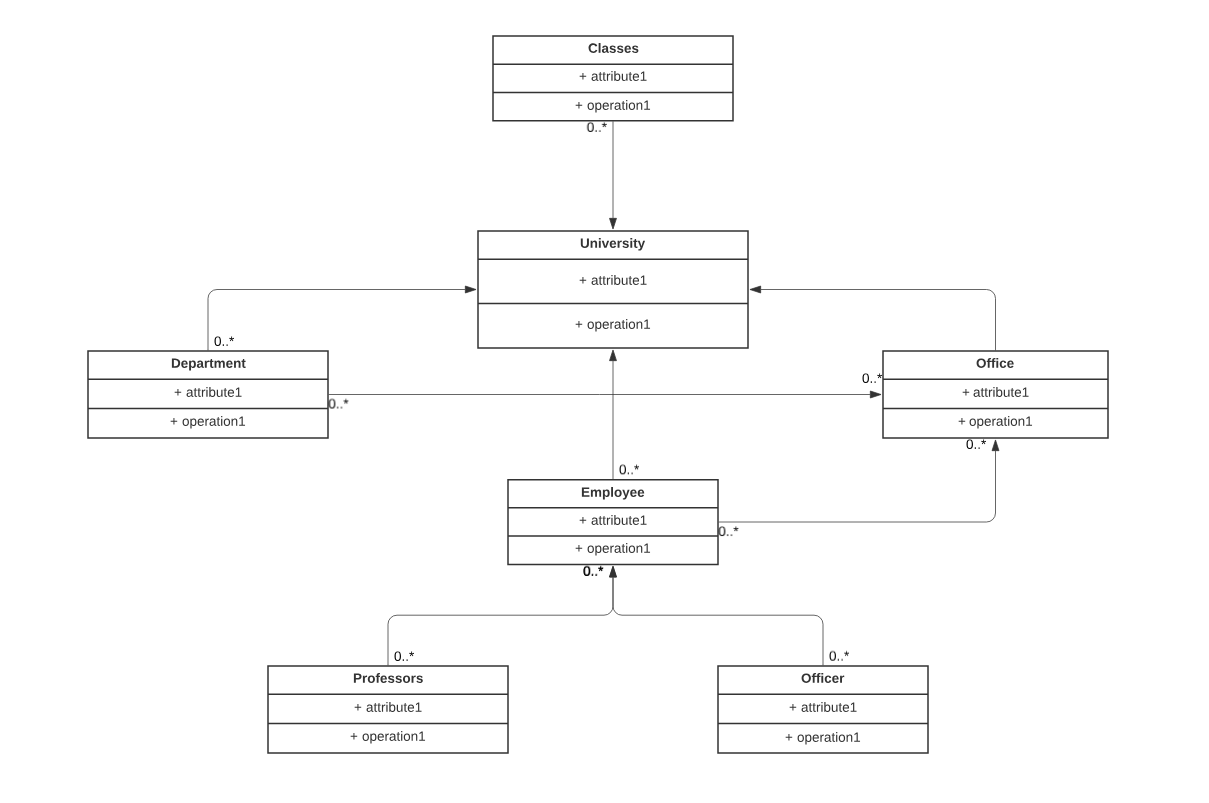 Classes
+ attribute1
+ operation1
0..*
University
+ attribute1
+ operation1
0..*
Department
+ attribute1
+ operation1
0..*
0..*
Office
+ attribute1
+ operation1
0..*
0..*
Employee
+ attribute1
+ operation1
0..*
0..*
0..*
Professors
+ attribute1
+ operation1
0..*
Officer
+ attribute1
+ operation1